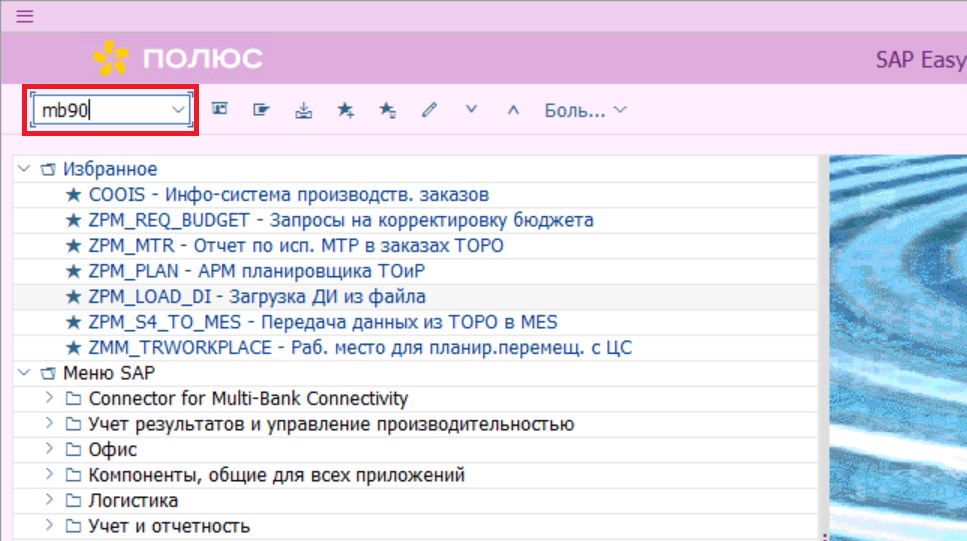 ПОЛЮС
SAP Easy
mb90
Боль...
Избранное
COOIS - Инфо-система производств. заказов
ZPM_REQ_BUDGET - Запросы на корректировку бюджета
ZPM_MTR - Отчет по исп. МТР в заказах ТОРО
ZPM_PLAN - АРМ планировщика ТОиР
ZPM_LOAD_DI - Загрузка ДИ из файла
ZPM_S4_TO_MES - Передача данных из ТОРО в MES
ZMM_TRWORKPLACE - Раб. место для планир.перемещ. с ЦС
Меню SAP
Connector for Multi-Bank Connectivity
Учет результатов и управление производительностью
Офис
Компоненты, общие для всех приложений
Логистика
Учет и отчетность